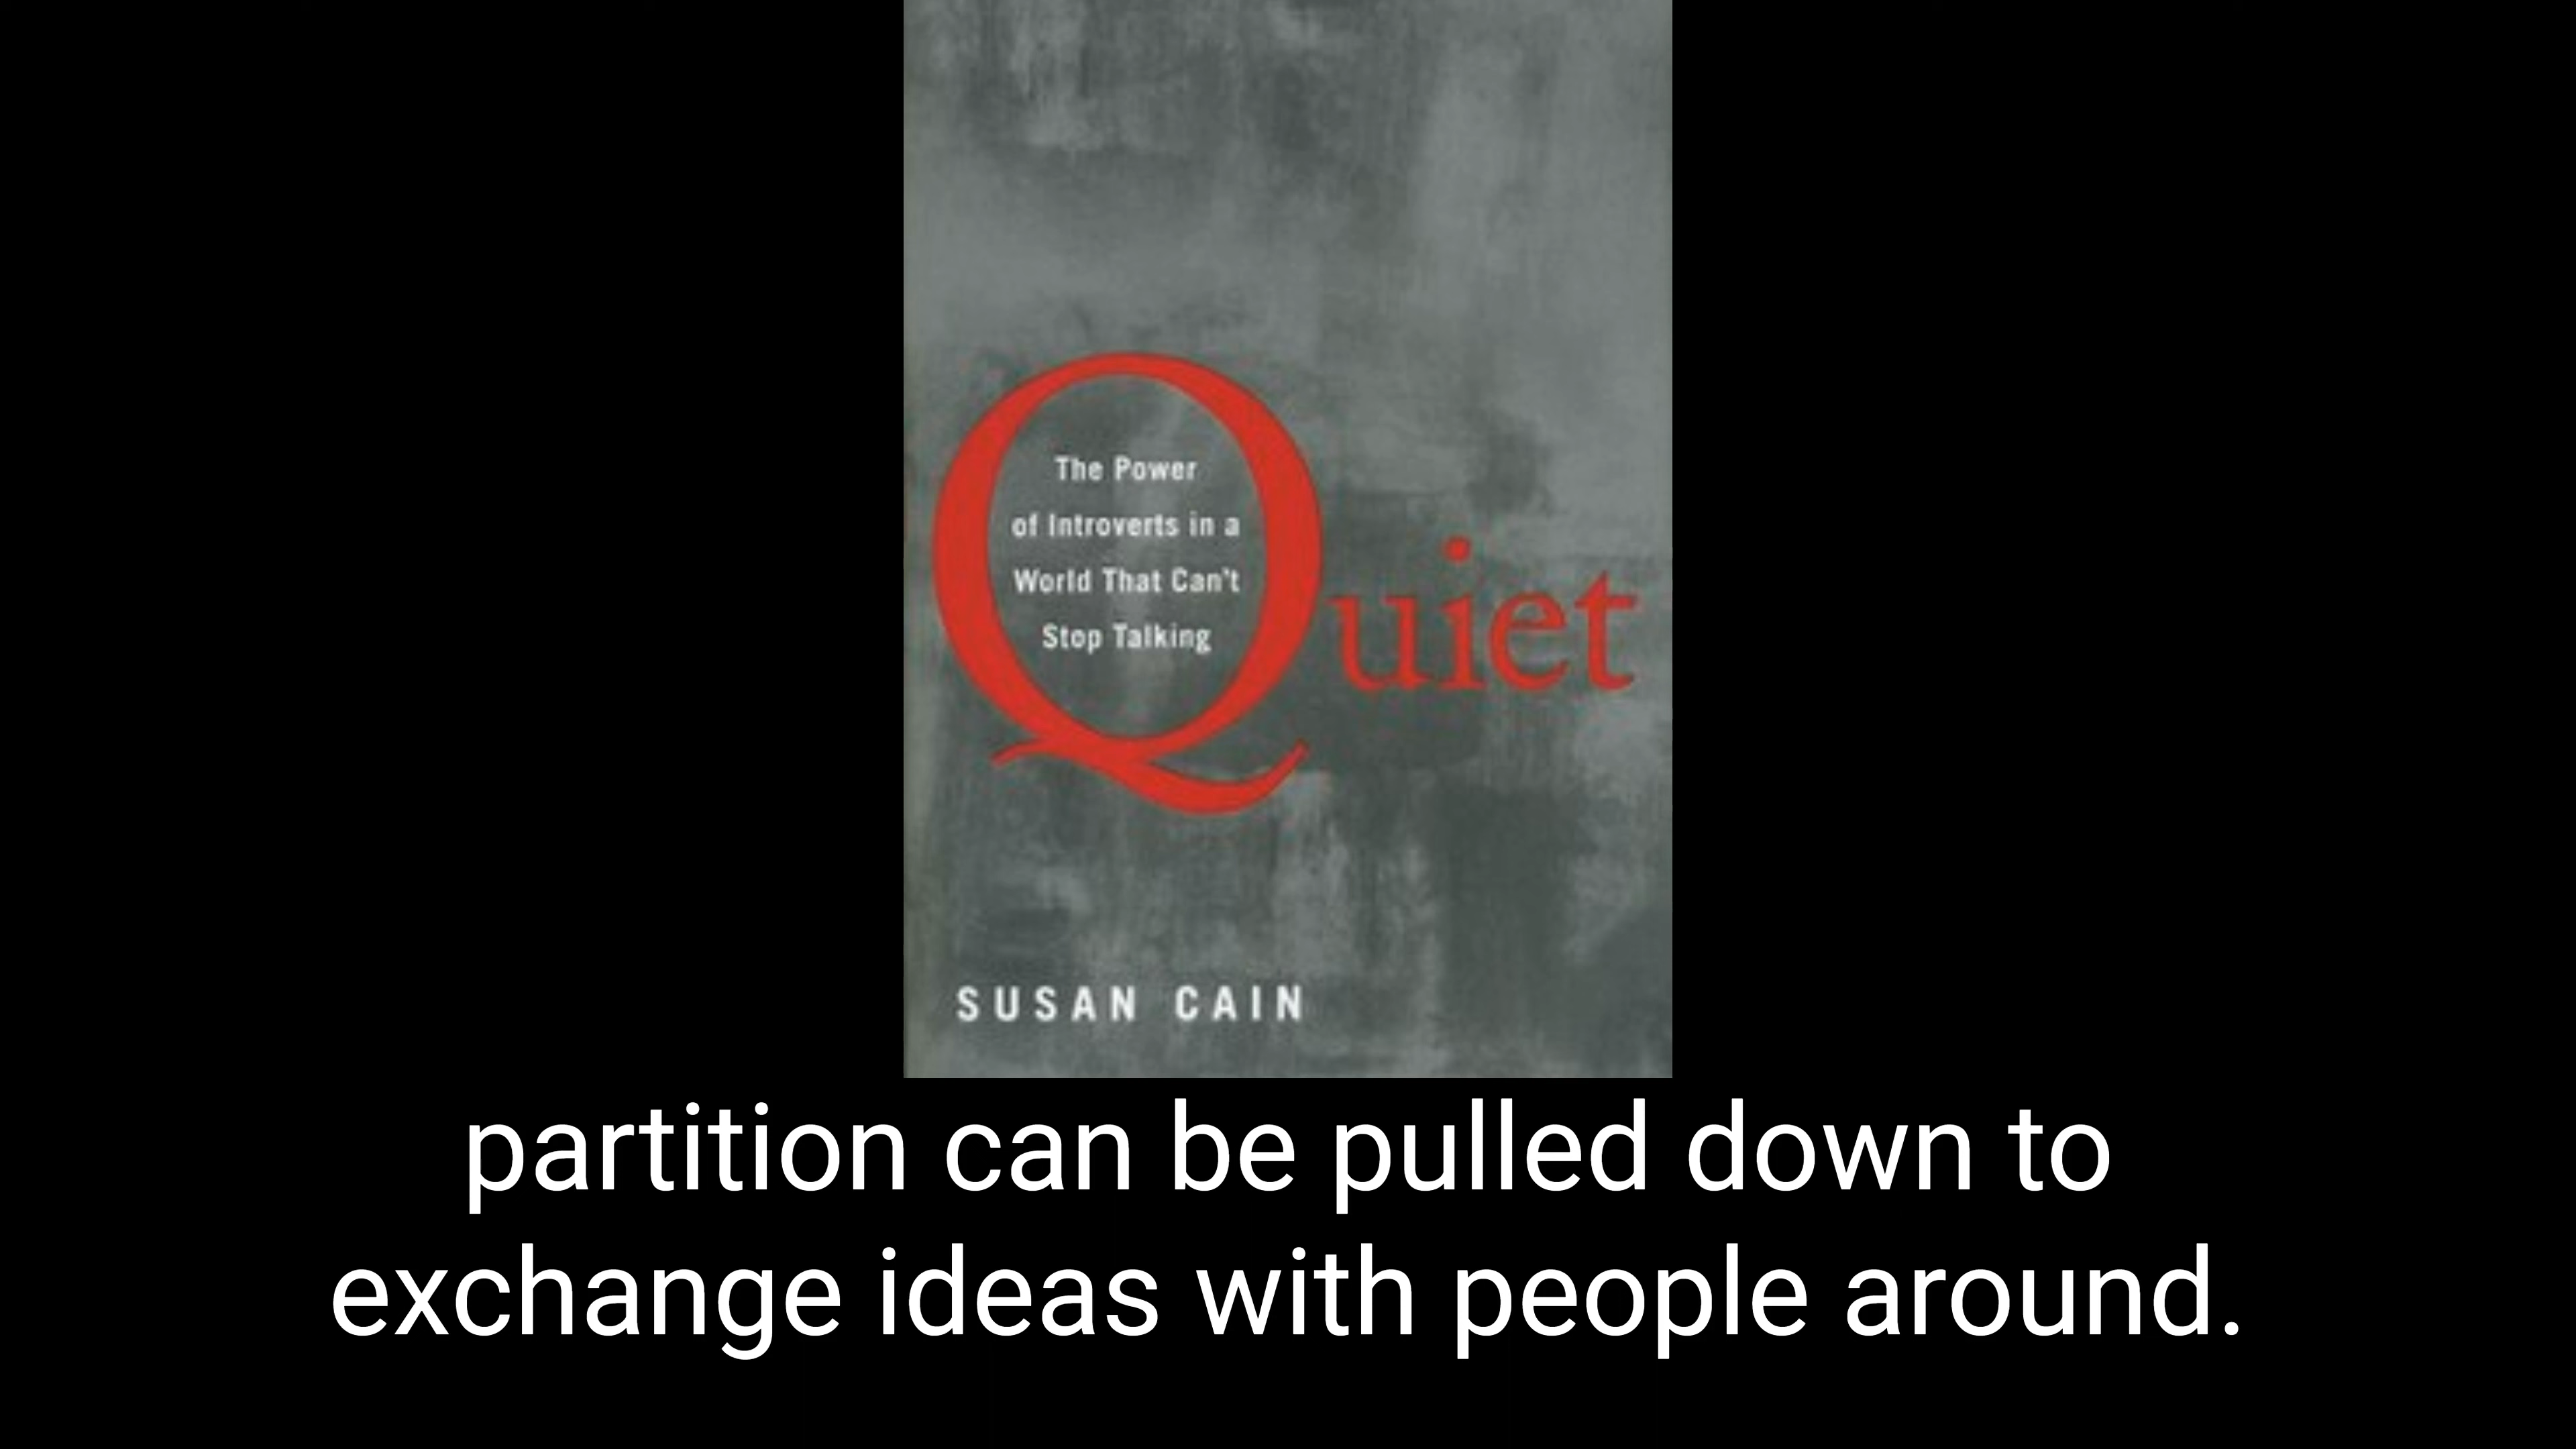 The Power
of Introverts in a
World That Can't
Stop Talking
Quiet
SUSAN CAIN
partition can be pulled down to
exchange ideas with people around.